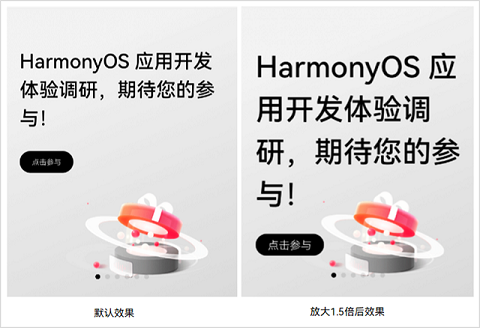 HarmonyOS 应用开发
体验调研，期待您的参
与！
点击参与
默认效果
HarmonyOS 应
用开发体验调
研，期待您的参
与！
点击参与
放大1.5倍后效果